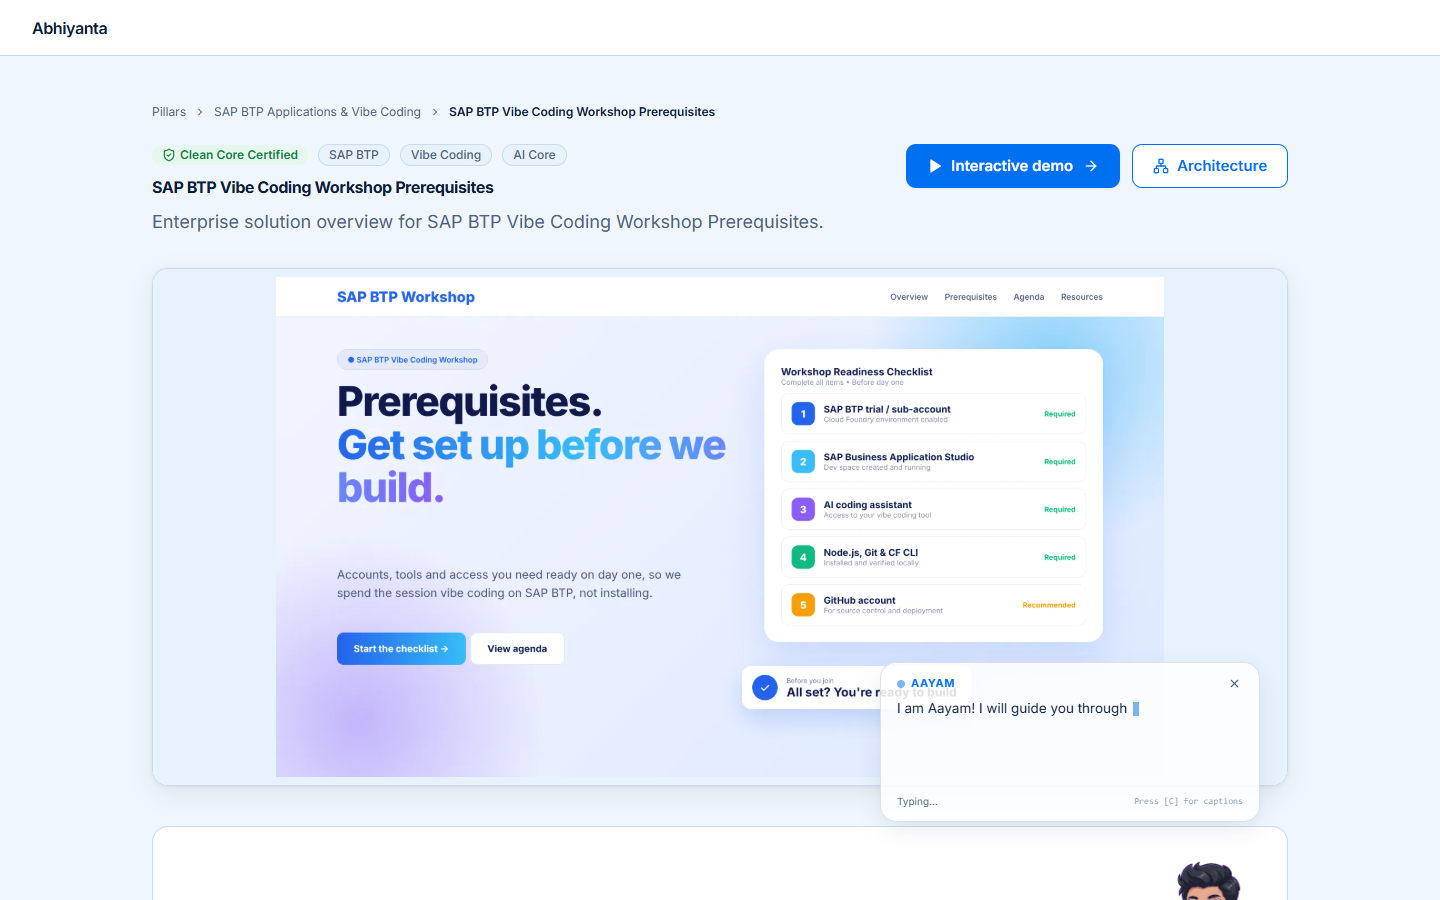 Abhiyanta
Pillars > SAP BTP Applications & Vibe Coding > SAP BTP Vibe Coding Workshop Prerequisites
Clean Core Certified
SAP BTP
Vibe Coding
AI Core
SAP BTP Vibe Coding Workshop Prerequisites
Enterprise solution overview for SAP BTP Vibe Coding Workshop Prerequisites.
Interactive demo →
Architecture
SAP BTP Workshop
Overview
Prerequisites
Agenda
Resources
SAP BTP Vibe Coding Workshop
Prerequisites.
Get set up before we
build.
Accounts, tools and access you need ready on day one, so we
spend the session vibe coding on SAP BTP, not installing.
Start the checklist →
View agenda
Workshop Readiness Checklist
Complete all items • Before day one
1
SAP BTP trial / sub-account
Cloud Foundry environment enabled
Required
2
SAP Business Application Studio
Dev space created and running
Required
3
AI coding assistant
Access to your vibe coding tool
Required
4
Node.js, Git & CF CLI
Installed and verified locally
Required
5
GitHub account
For source control and deployment
Recommended
Before you join
All set? You're ready to build
AAYAM
I am Aayam! I will guide you through
Typing...
Press [C] for captions